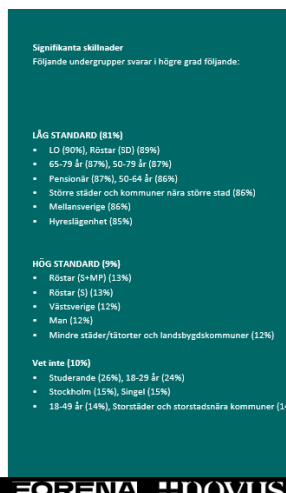 Signifikanta skillnader
Följande undergrupper svarar i högre grad följande:
LÅG STANDARD (81%)
• LO (90%), Röstar (SD) (89%)
• 65-79 år (87%), 50-79 år (87%)
• Pensionär (87%), 50-64 år (86%)
• Större städer och kommuner nära större stad (86%)
• Mellansverige (86%)
• Hyreslägenhet (85%)
HÖG STANDARD (9%)
• Röstar (S+MP) (13%)
• Röstar (S) (13%)
• Västsverige (12%)
• Man (12%)
• Mindre städer/tätorter och landsbygdskommuner (12%)
Vet inte (10%)
• Studerande (26%), 18-29 år (24%)
• Stockholm (15%), Singel (15%)
• 18-49 år (14%), Storstäder och storstadsnära kommuner
FORENA novus